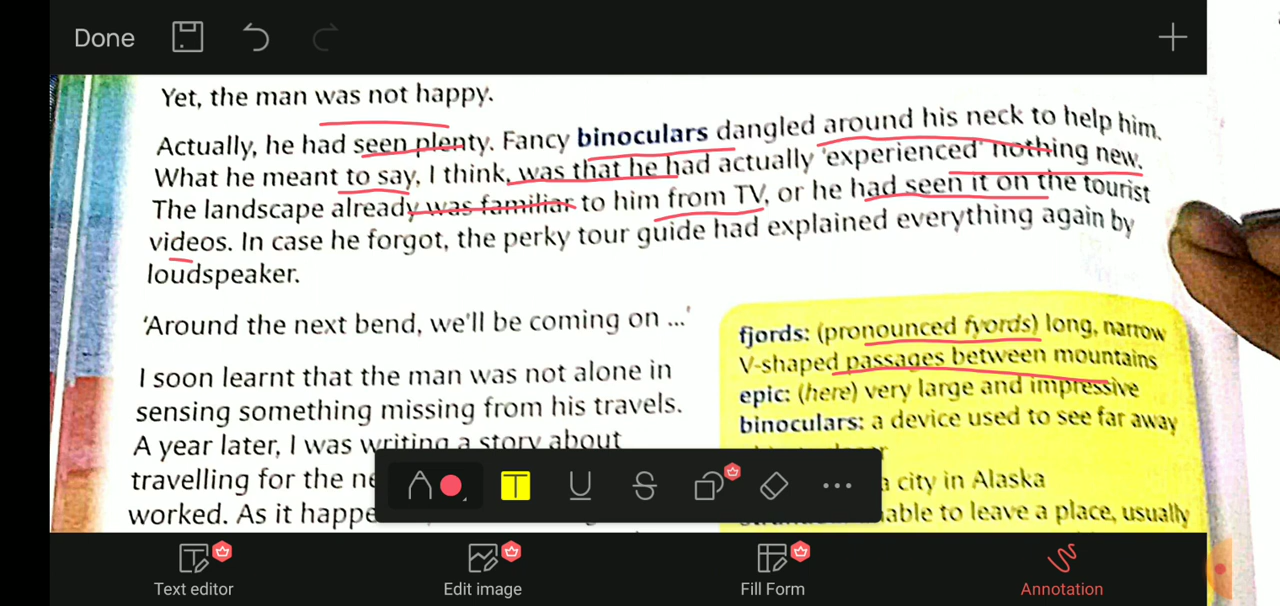 Done
Yet, the man was not happy.
Actually, he had seen plenty. Fancy binoculars dangled around his neck to help him.
What he meant to say, I think, was that he had actually 'experienced' nothing new.
The landscape already was familiar to him from TV, or he had seen it on the tourist
videos. In case he forgot, the perky tour guide had explained everything again by
loudspeaker.
'Around the next bend, we'll be coming on ...'
I soon learnt that the man was not alone in
sensing something missing from his travels.
A year later, I was writing a story about
travelling for the
worked. As it
fjords: (pronounced fyords) long, narrow
V-shaped passages between mountains
epic: (here) very large and impressive
binoculars: a device used to see far away
a city in Alaska
able to leave a place, usually
T
Text editor
Edit image
Fill Form
Annotation